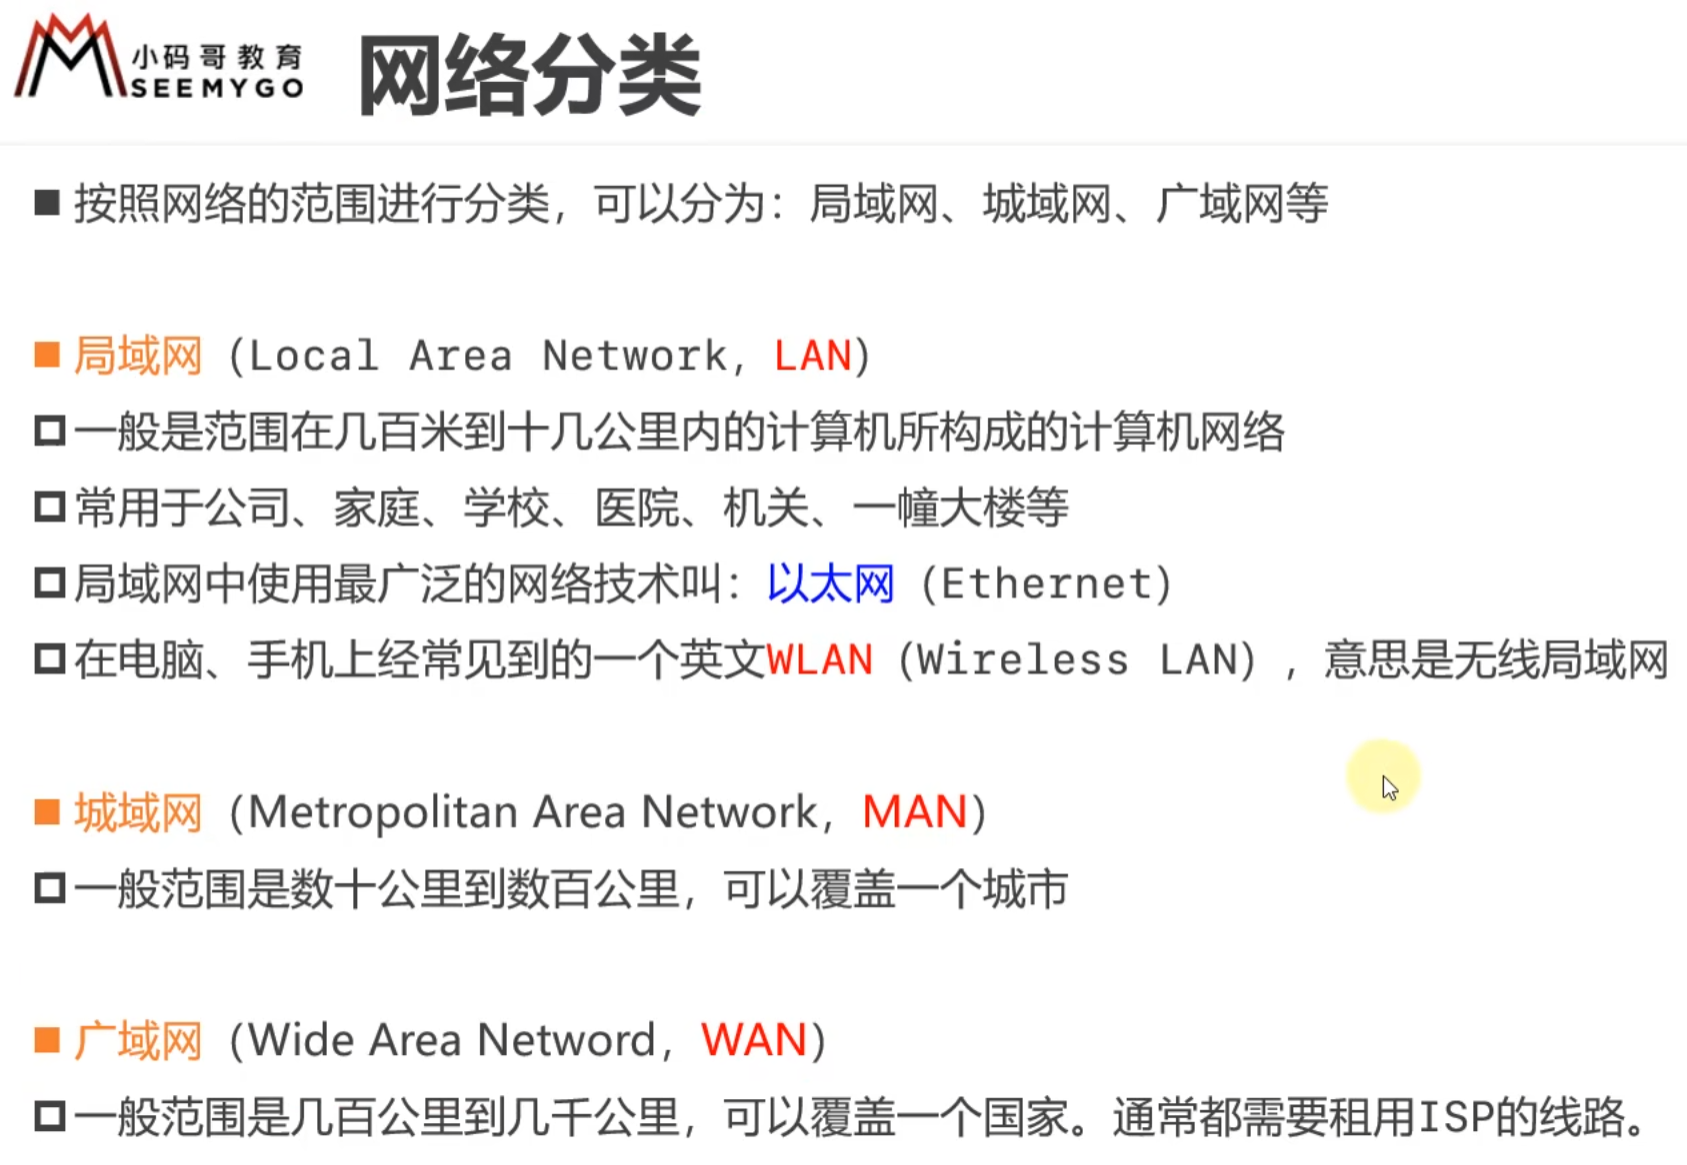 小码哥教育
SEEMYGO
网络分类
按照网络的范围进行分类，可以分为：局域网、城域网、广域网等
局域网（Local Area Network，LAN）
一般是范围在几百米到十几公里内的计算机所构成的计算机网络
常用于公司、家庭、学校、医院、机关、一幢大楼等
局域网中使用最广泛的网络技术叫：以太网（Ethernet）
在电脑、手机上经常见到的一个英文WLAN（Wireless LAN），意思是无线局域网
城域网（Metropolitan Area Network，MAN）
一般范围是数十公里到数百公里，可以覆盖一个城市
广域网（Wide Area Netword，WAN）
一般范围是几百公里到几千公里，可以覆盖一个国家。通常都需要租用ISP的线路。